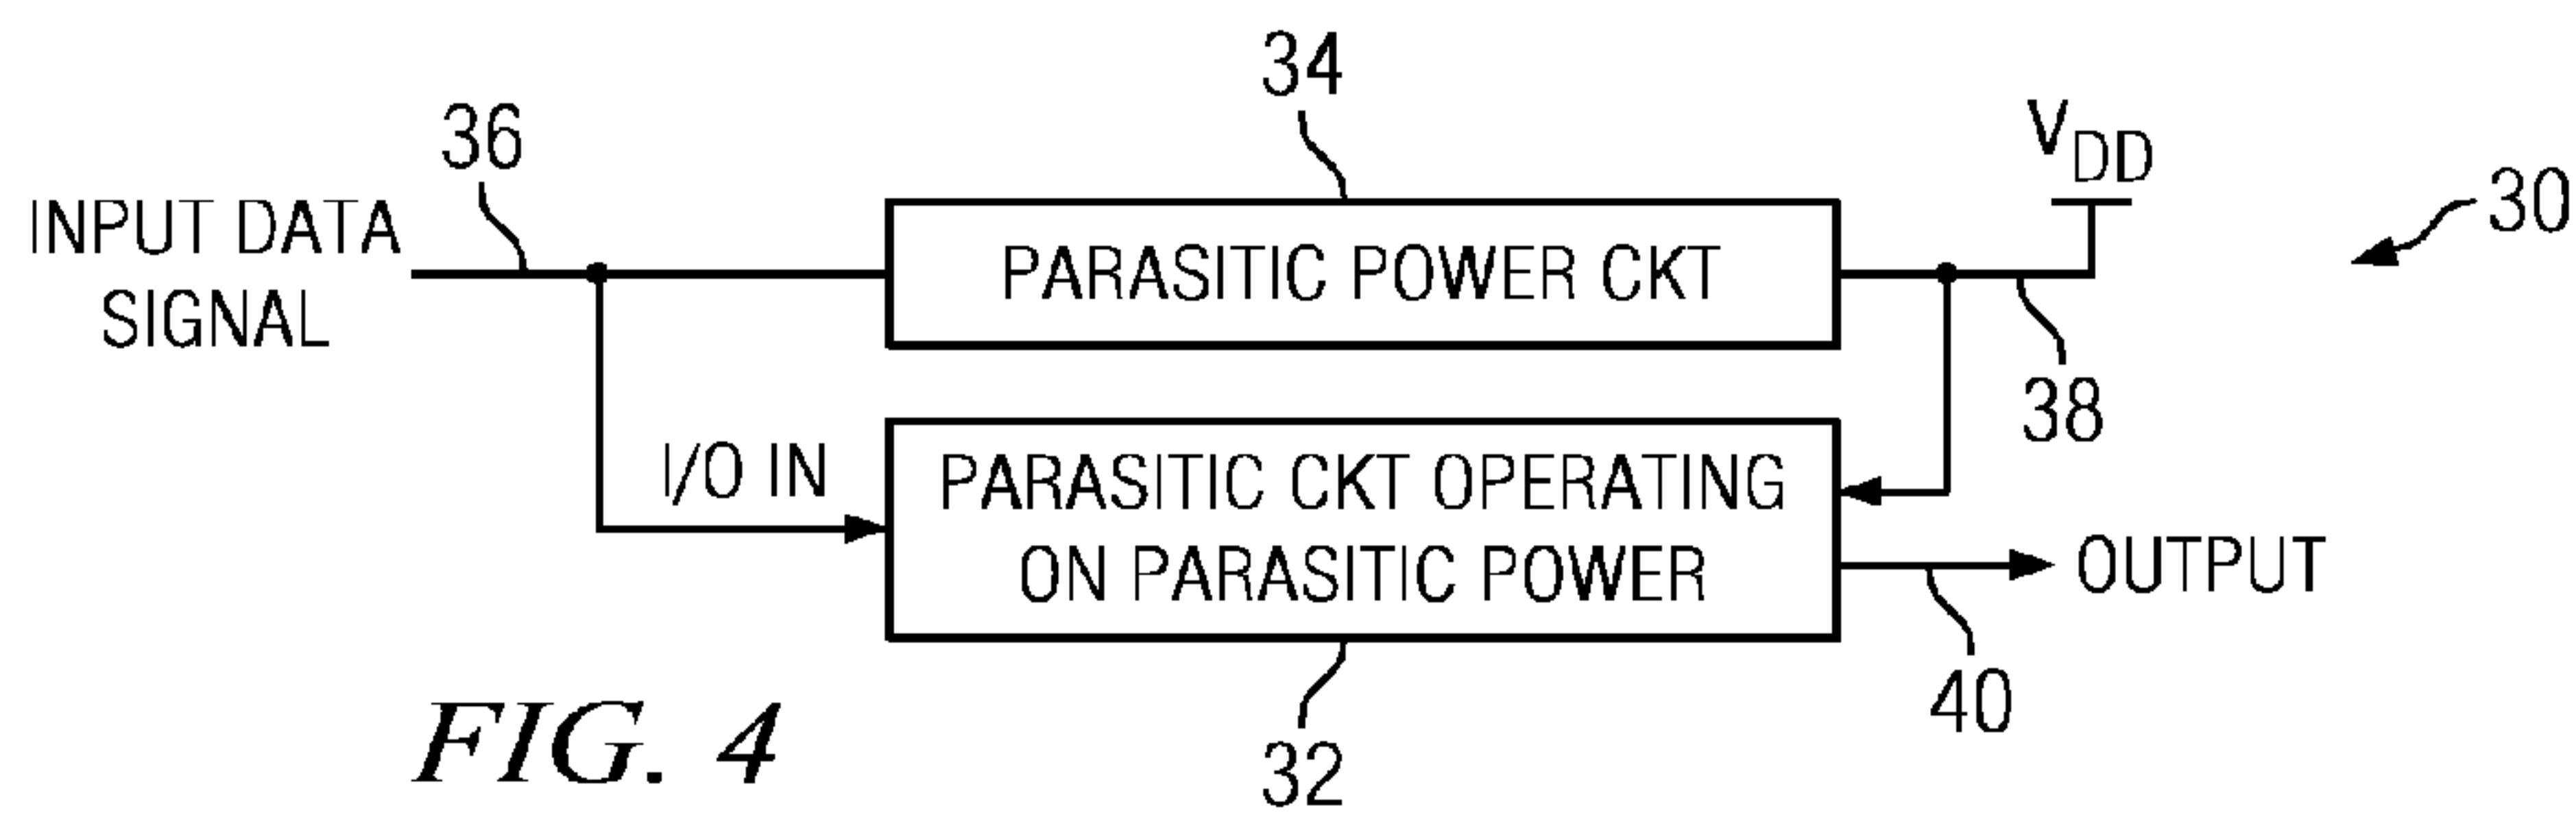 34
36
V DD
30
INPUT DATA
SIGNAL
PARASITIC POWER CKT
38
I/O IN
PARASITIC CKT OPERATING
ON PARASITIC POWER
OUTPUT
40
32
FIG. 4